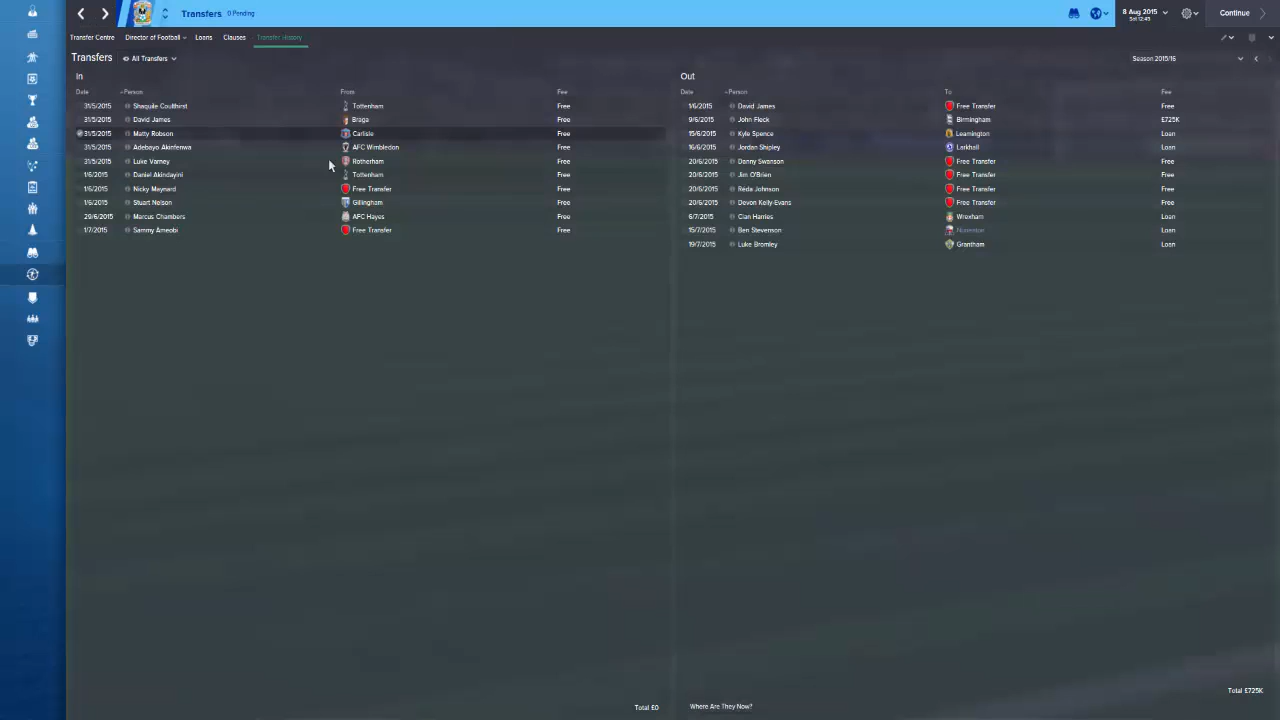 Transfers 0 Pending 8 Aug 2015 Sat 12:45 Continue
Transfer Centre Director of Football Loans Clauses Transfer History
Transfers All Transfers Season 2015/16
In
Date Person From Fee
31/5/2015 Shaquile Coulthirst Tottenham Free
31/5/2015 David James Braga Free
31/5/2015 Matty Robson Carlisle Free
31/5/2015 Adebayo Akinfenwa AFC Wimbledon Free
31/5/2015 Luke Varney Rotherham Free
1/6/2015 Daniel Akindayini Tottenham Free
1/6/2015 Nicky Maynard Free Transfer Free
1/6/2015 Stuart Nelson Gillingham Free
29/6/2015 Marcus Chambers AFC Hayes Free
1/7/2015 Sammy Ameobi Free Transfer Free
Total £0
Out
Date Person To Fee
1/6/2015 David James Free Transfer Free
9/6/2015 John Fleck Birmingham £725K
15/6/2015 Kyle Spence Leamington Loan
16/6/2015 Jordan Shipley Larkhall Loan
20/6/2015 Danny Swanson Free Transfer Free
20/6/2015 Jim O'Brien Free Transfer Free
20/6/2015 Réda Johnson Free Transfer Free
20/6/2015 Devon Kelly-Evans Free Transfer Free
6/7/2015 Cian Harries Wrexham Loan
15/7/2015 Ben Stevenson Nuneaton Loan
19/7/2015 Luke Bromley Grantham Loan
Total £725K
Where Are They Now?